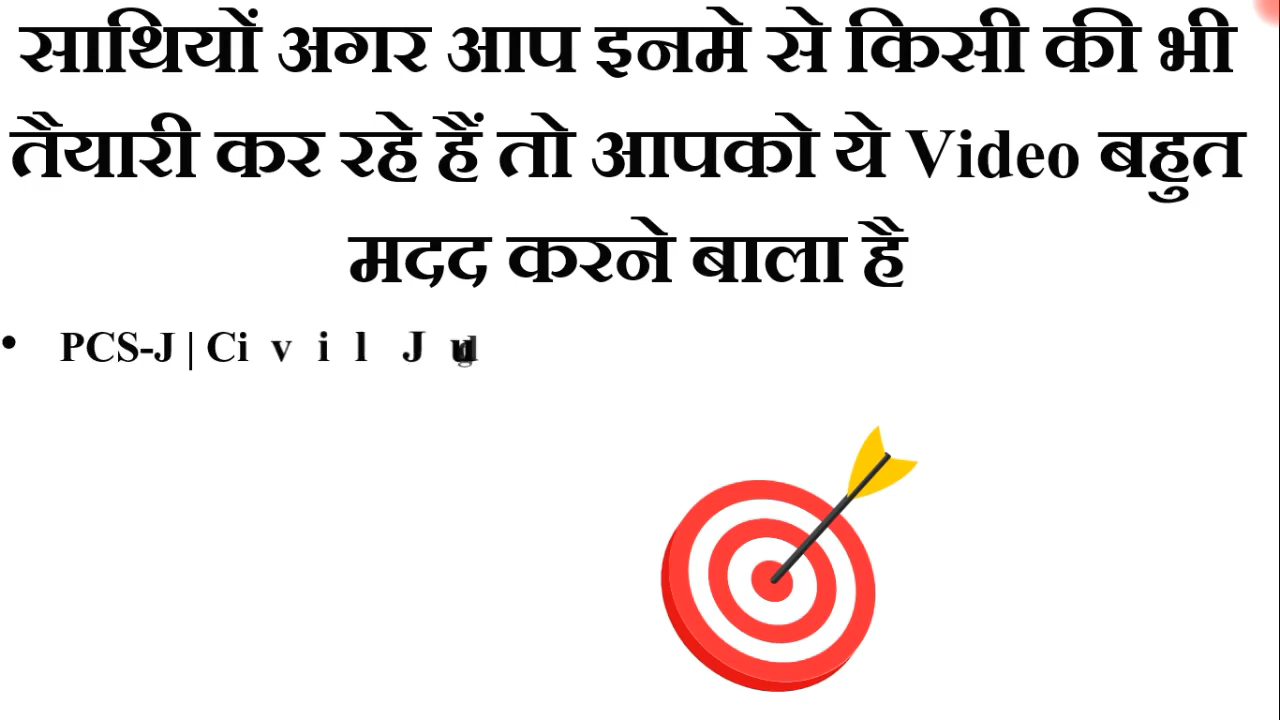 साथियों अगर आप इनमे से किसी की भी
तैयारी कर रहे हैं तो आपको ये Video बहुत
मदद करने बाला है
• PCS-J | Civil